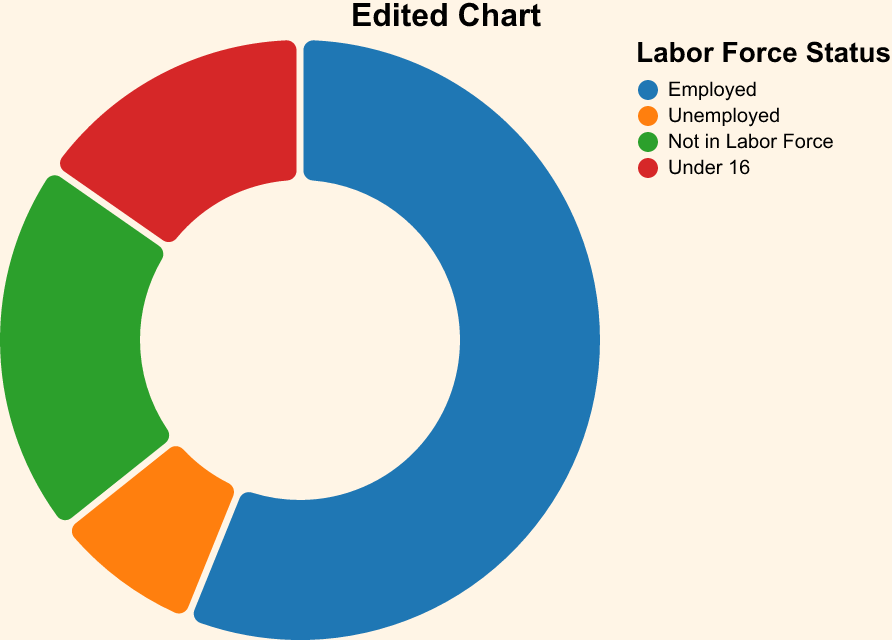 Edited Chart
Labor Force Status
Employed
Unemployed
Not in Labor Force
Under 16